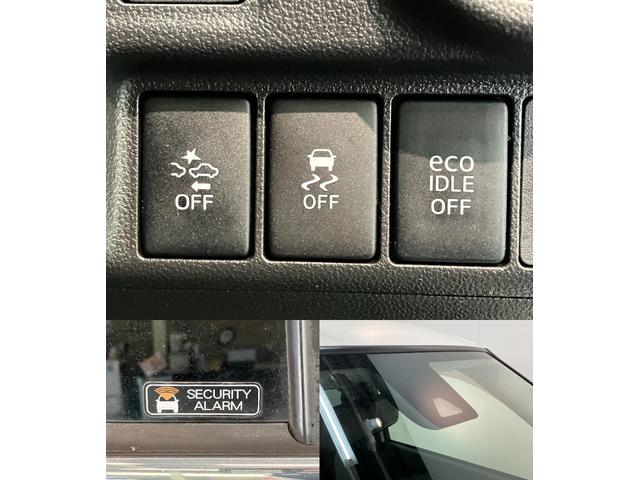 OFF
OFF
eco
IDLE
OFF
SECURITY
ALARM